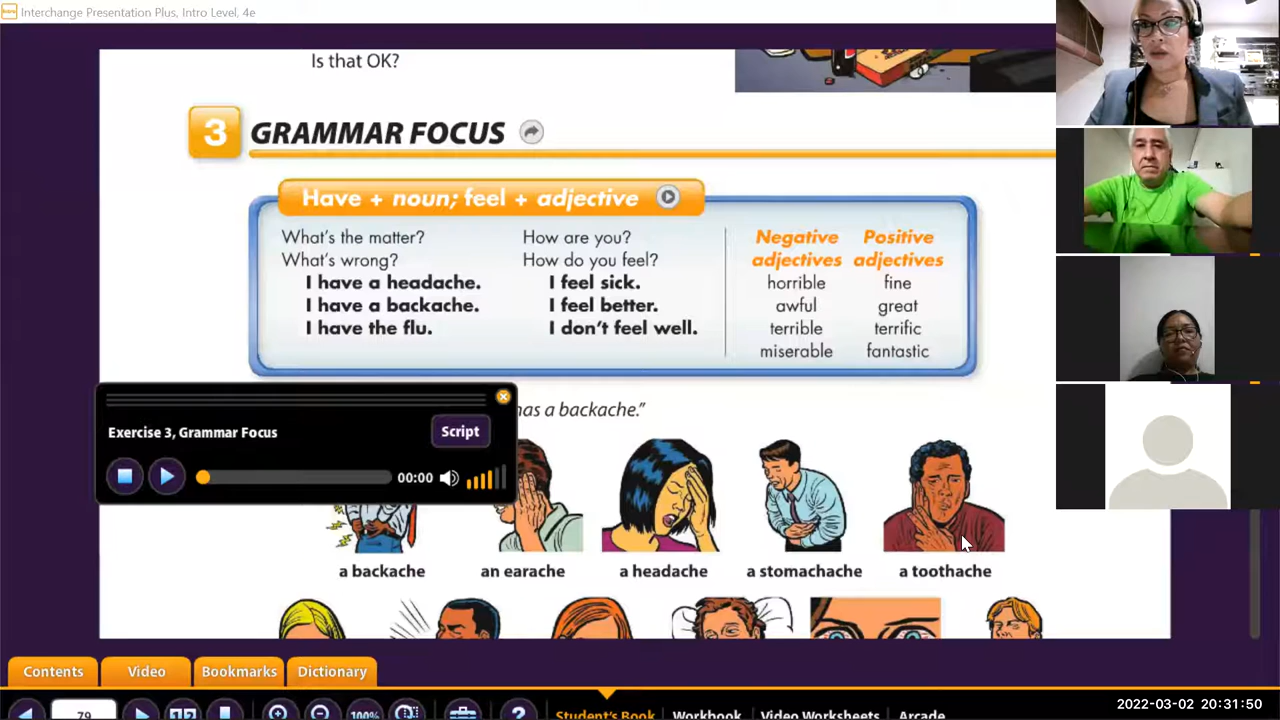 Interchange Presentation Plus, Intro Level, 4e
Is that OK?
3 GRAMMAR FOCUS
Have + noun; feel + adjective
What's the matter?
What's wrong?
I have a headache.
I have a backache.
I have the flu.
How are you?
How do you feel?
I feel sick.
I feel better.
I don't feel well.
Negative adjectives
horrible
awful
terrible
miserable
Positive adjectives
fine
great
terrific
fantastic
has a backache."
Exercise 3, Grammar Focus
Script
00:00
a backache
an earache
a headache
a stomachache
a toothache
Contents
Video
Bookmarks
Dictionary
79
100%
?
Student's Book
Workbook
Video Worksheets
Arcade
2022-03-02 20:31:50